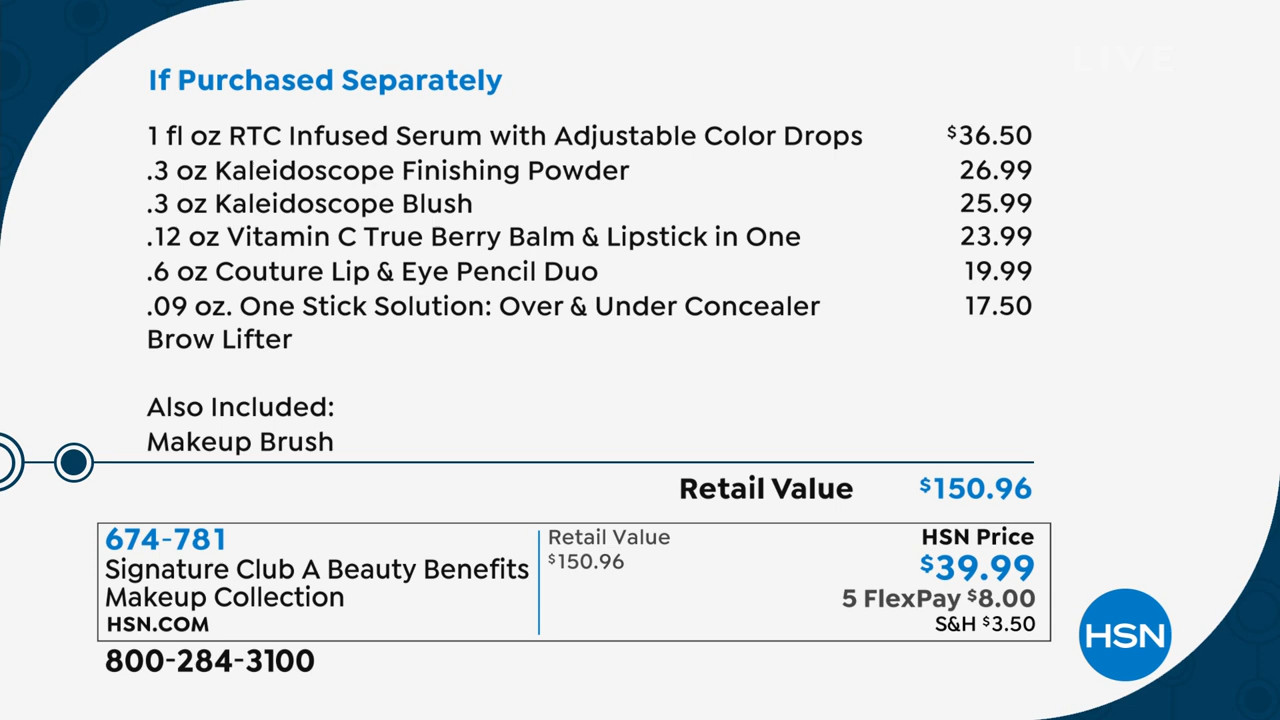 LIVE
If Purchased Separately
1 fl oz RTC Infused Serum with Adjustable Color Drops $36.50
.3 oz Kaleidoscope Finishing Powder 26.99
.3 oz Kaleidoscope Blush 25.99
.12 oz Vitamin C True Berry Balm & Lipstick in One 23.99
.6 oz Couture Lip & Eye Pencil Duo 19.99
.09 oz. One Stick Solution: Over & Under Concealer 17.50
Brow Lifter
Also Included:
Makeup Brush
Retail Value $150.96
674-781
Signature Club A Beauty Benefits
Makeup Collection
HSN.COM
Retail Value
$150.96
HSN Price
$39.99
5 FlexPay $8.00
S&H $3.50
800-284-3100
HSN